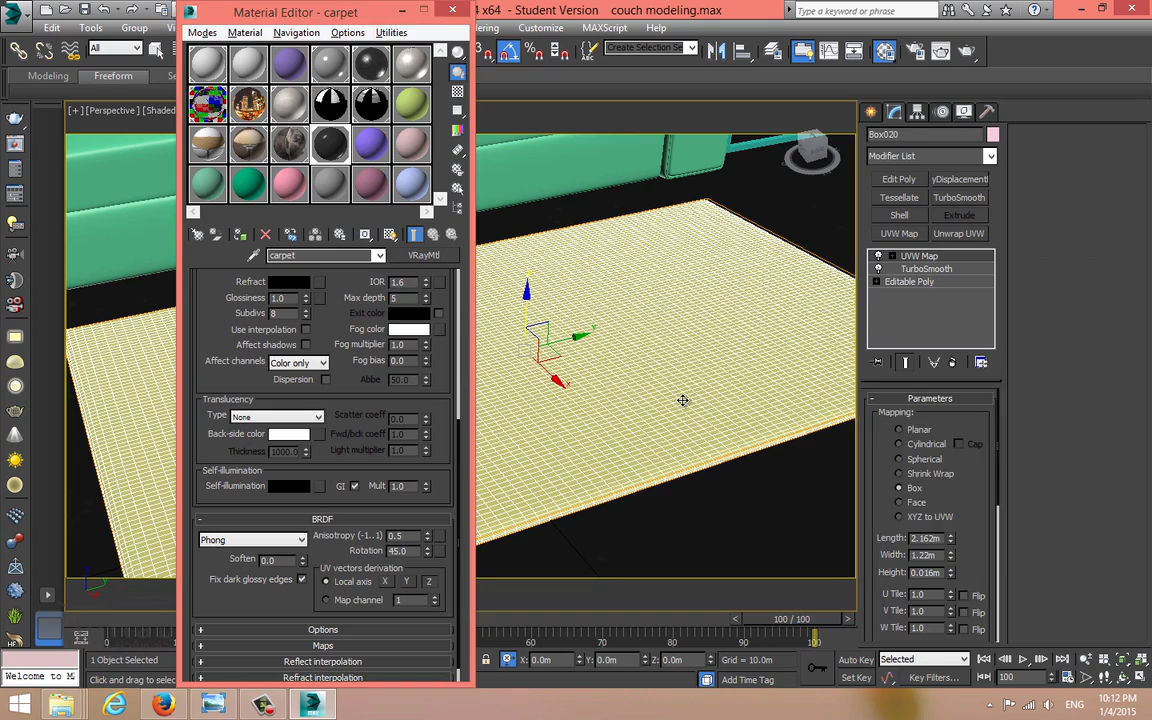 Material Editor - carpet
x64 - Student Version couch modeling.max
Type a keyword or phrase
Edit Tools Group
Customize MAXScript Help
Modes Material Navigation Options Utilities
All
Create Selection Se
Modeling Freeform
[+] [Perspective] [Shaded
carpet
VRayMtl
Refract
IOR 1.6
Glossiness 1.0
Max depth 5
Subdivs 8
Exit color
Use interpolation
Fog color
Affect shadows
Fog multiplier 1.0
Affect channels Color only
Fog bias 0.0
Dispersion
Abbe 50.0
Translucency
Type None
Scatter coeff 0.0
Back-side color
Fwd/bck coeff 1.0
Thickness 1000.0
Light multiplier 1.0
Self-illumination
Self-illumination
GI
Mult 1.0
BRDF
Phong
Anisotropy (-1..1) 0.5
Rotation 45.0
Soften 0.0
UV vectors derivation
Fix dark glossy edges
Local axis X Y Z
Map channel 1
Options
Maps
Reflect interpolation
Refract interpolation
Box020
Modifier List
Edit Poly yDisplacement
Tessellate TurboSmooth
Shell Extrude
UVW Map Unwrap UVW
UVW Map
TurboSmooth
Editable Poly
Parameters
Mapping:
Planar
Cylindrical Cap
Spherical
Shrink Wrap
Box
Face
XYZ to UVW
Length: 2.162m
Width: 1.22m
Height: 0.016m
U Tile: 1.0 Flip
V Tile: 1.0 Flip
W Tile: 1.0 Flip
100 / 100
0 60 70 80 90 100
1 Object Selected
X: 0.0m Y: 0.0m Z: 0.0m Grid = 10.0m
Auto Key Selected
Welcome to M
Click and drag to select
Add Time Tag
Set Key Key Filters...
100
ENG
10:12 PM
1/4/2015